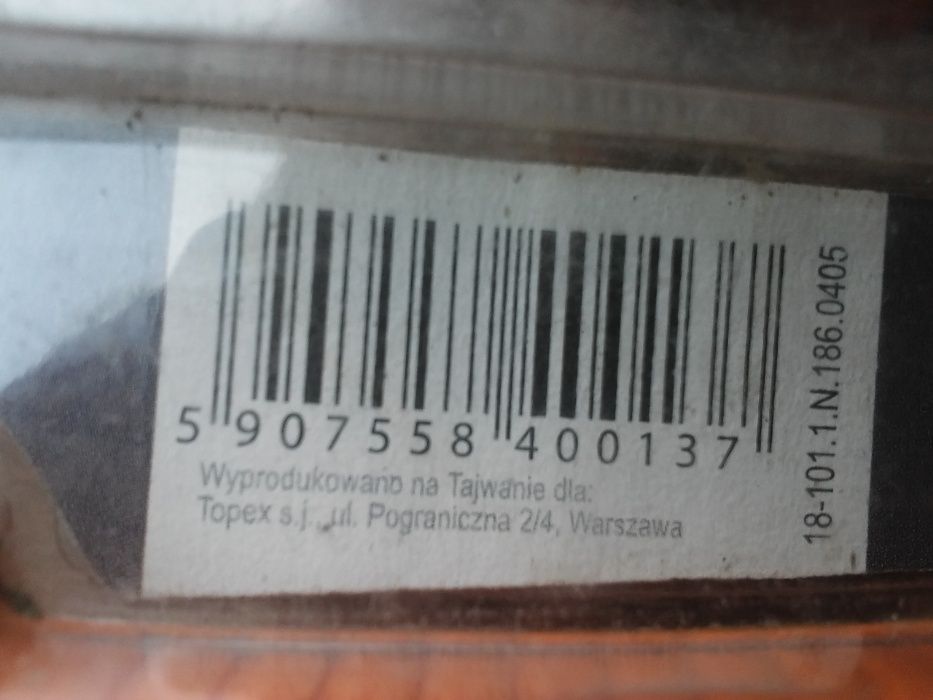 5 907558 400137
Wyprodukowano na Tajwanie dla:
Topex s.j., ul. Pograniczna 2/4, Warszawa
18-101.1.N.186.0405